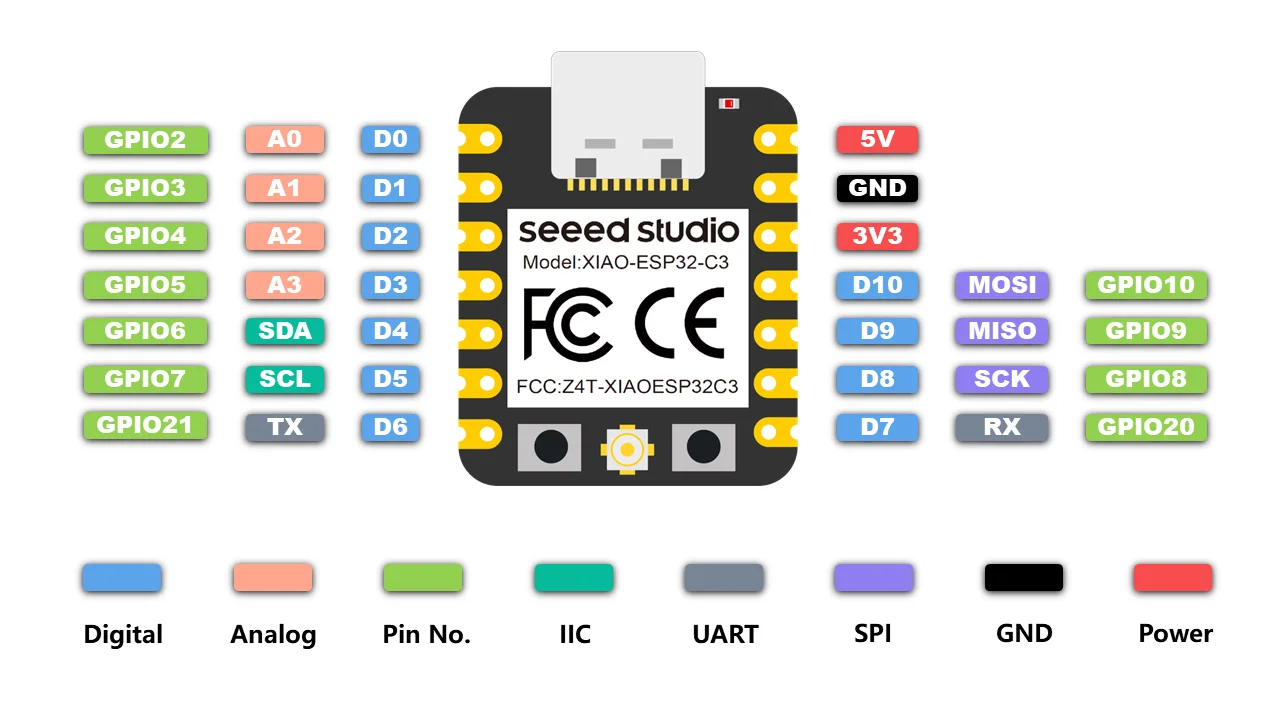 GPIO2 A0 D0 5V
GPIO3 A1 D1 GND
GPIO4 A2 D2 3V3
GPIO5 A3 D3 D10 MOSI GPIO10
GPIO6 SDA D4 D9 MISO GPIO9
GPIO7 SCL D5 D8 SCK GPIO8
GPIO21 TX D6 D7 RX GPIO20
seeed studio
Model:XIAO-ESP32-C3
FC CE
FCC:Z4T-XIAOESP32C3
Digital Analog Pin No. IIC UART SPI GND Power